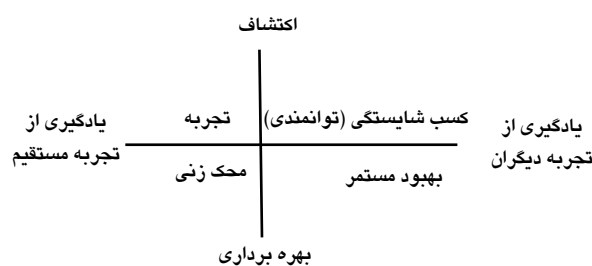 اکتشاف
یادگیری از
تجربه دیگران
کسب شایستگی (توانمندی)
تجربه
یادگیری از
تجربه مستقیم
بهبود مستمر
محک زنی
بهره برداری